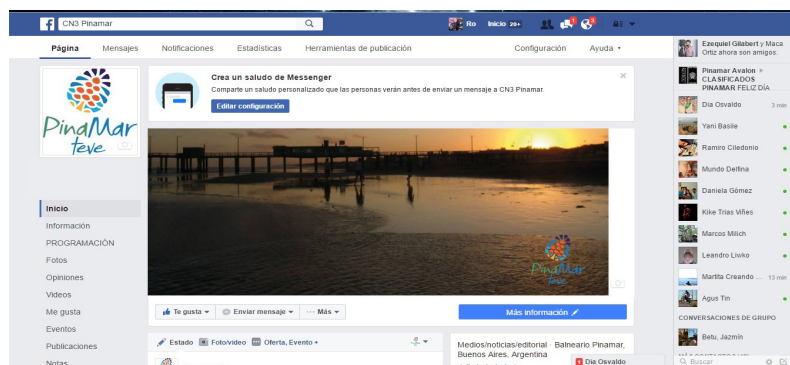 CN3 Pinamar
Ro Inicio 20+
Página Mensajes Notificaciones Estadísticas Herramientas de publicación Configuración Ayuda
Crea un saludo de Messenger
Comparte un saludo personalizado que las personas verán antes de enviar un mensaje a CN3 Pinamar.
Editar configuración
PinaMar
teve
Inicio
Información
PROGRAMACIÓN
Fotos
Opiniones
Videos
Me gusta
Eventos
Publicaciones
Notas
PinaMar
teve
Te gusta Enviar mensaje Más
Más información
Estado Foto/video Oferta, Evento +
Medios/noticias/editorial · Balneario Pinamar,
Buenos Aires, Argentina
1 Dia Osvaldo
Ezequiel Gilabert y Maca
Ortiz ahora son amigos.
Pinamar Avalon
CLASIFICADOS
PINAMAR FELIZ DÍA
Dia Osvaldo 3 min
Yani Basile
Ramiro Ciledonio
Mundo Delfina
Daniela Gómez
Kike Trias Viñes
Marcos Milich
Leandro Livko
Martita Creando ... 13 min
Agus Tin
CONVERSACIONES DE GRUPO
Betu, Jazmín
Buscar